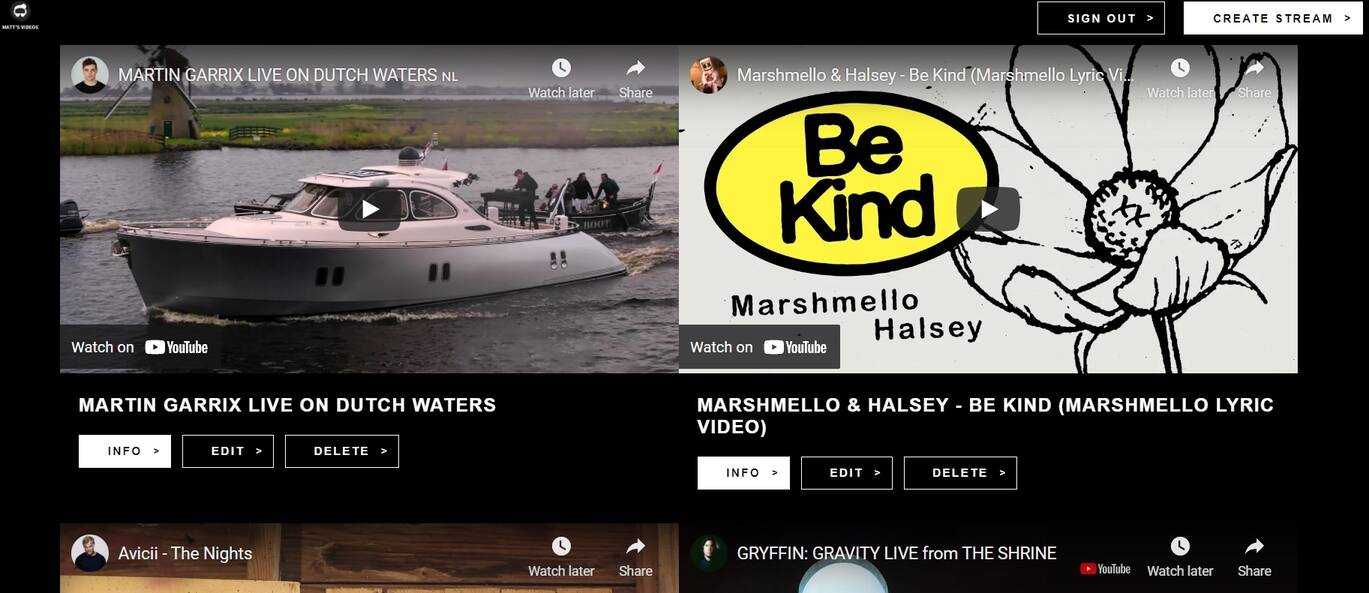 MATT'S VIDEOS
SIGN OUT >
CREATE STREAM >
MARTIN GARRIX LIVE ON DUTCH WATERS NL
Watch later
Share
Watch on YouTube
Marshmello & Halsey - Be Kind (Marshmello Lyric Vi...
Watch later
Share
Be
Kind
Marshmello
Halsey
Watch on YouTube
MARTIN GARRIX LIVE ON DUTCH WATERS
INFO >
EDIT >
DELETE >
MARSHMELLO & HALSEY - BE KIND (MARSHMELLO LYRIC
VIDEO)
INFO >
EDIT >
DELETE >
Avicii - The Nights
Watch later
Share
GRYFFIN: GRAVITY LIVE from THE SHRINE
YouTube
Watch later
Share